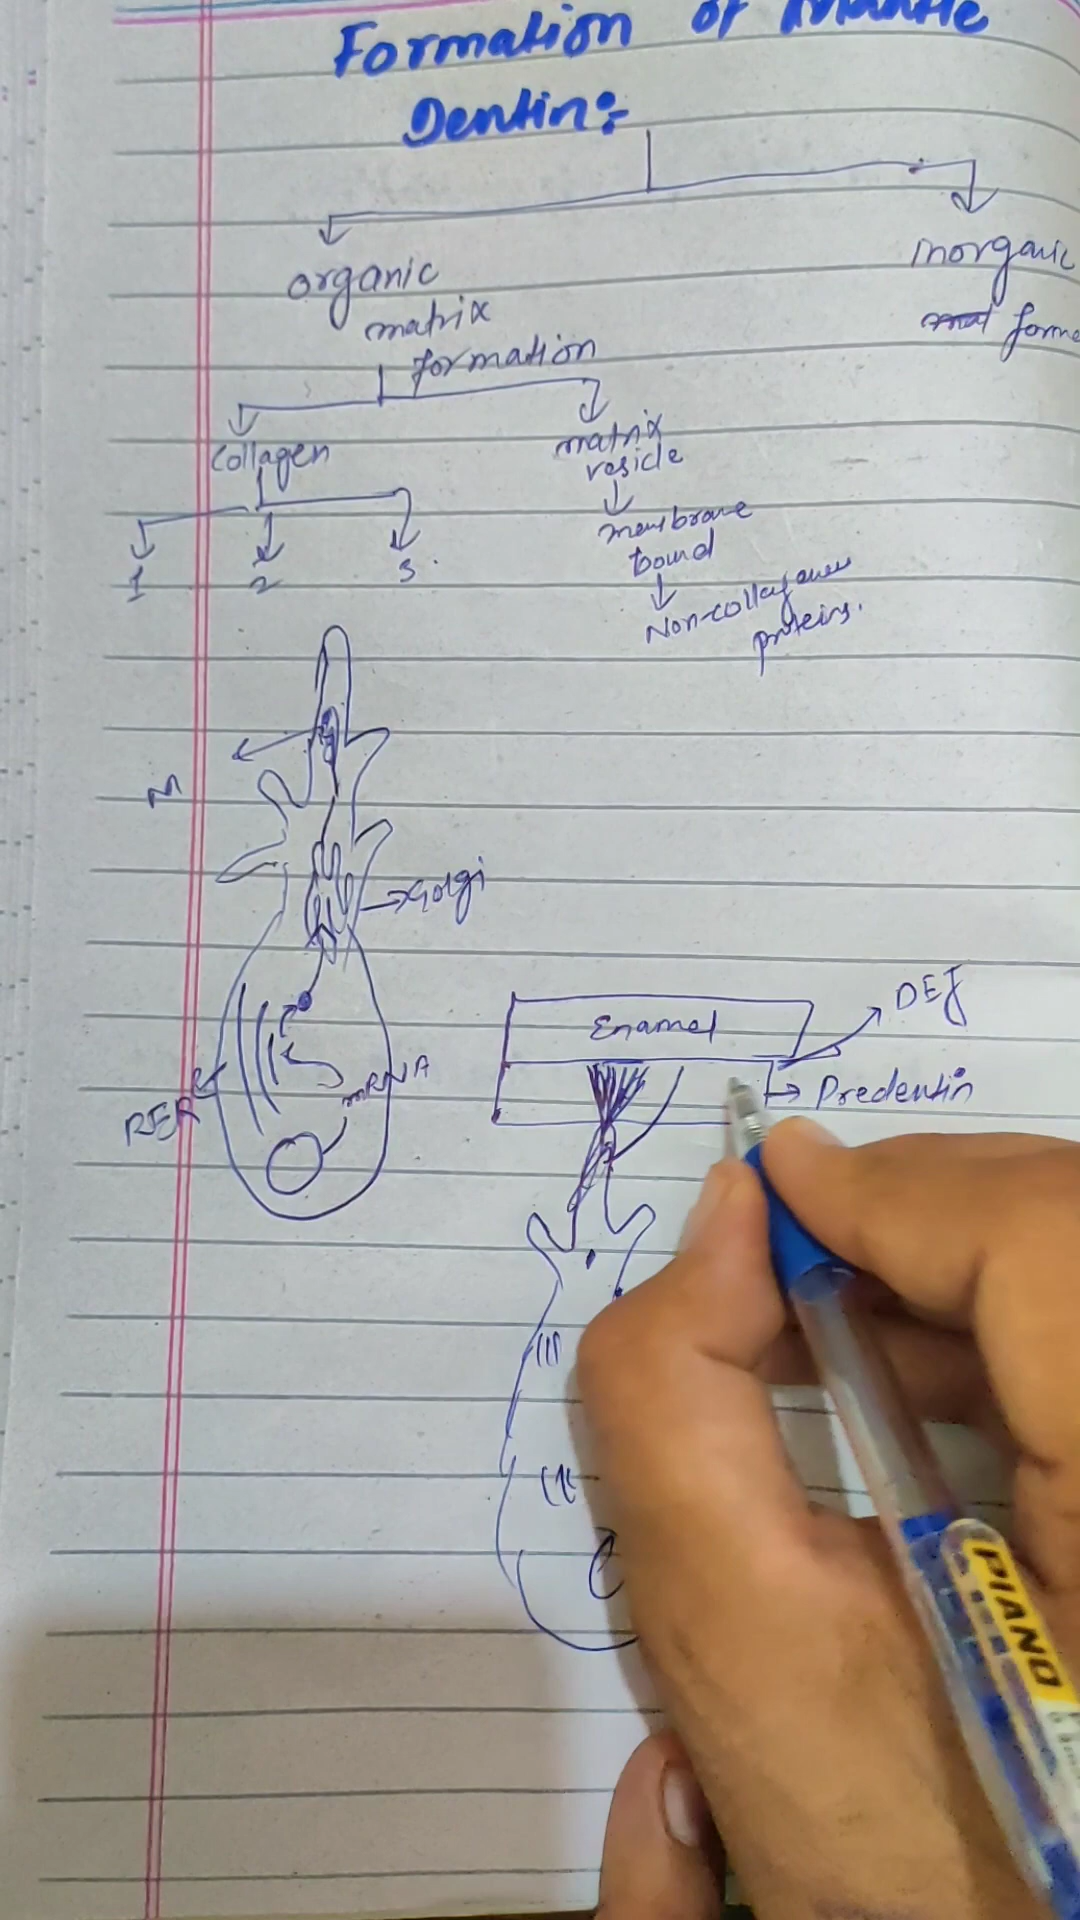 Formation of Mantle
Dentin:
organic
matrix
formation
inorganic
collagen
matrix
vesicle
1
2
3.
membrane
bound
Non-collagenous
proteins.
M
Golgi
mRNA
RER
Enamel
DEJ
Predentin
PIANO